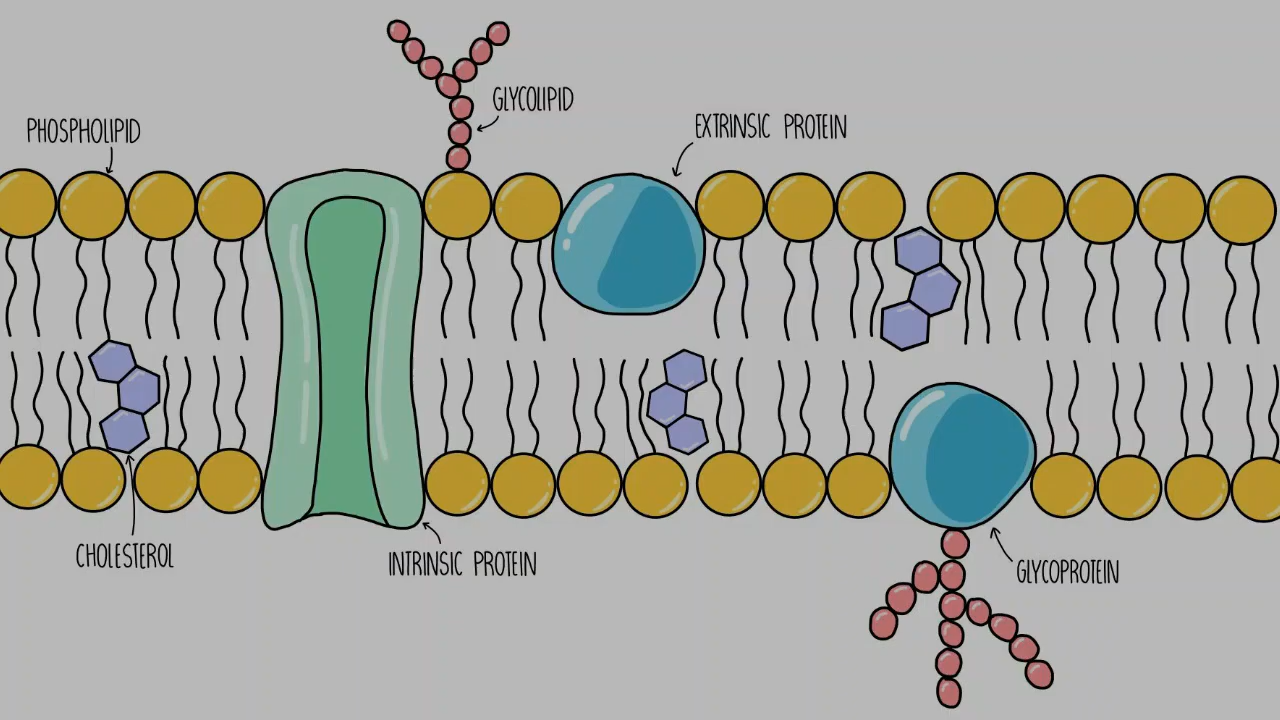 GLYCOLIPID
PHOSPHOLIPID
EXTRINSIC PROTEIN
CHOLESTEROL
INTRINSIC PROTEIN
GLYCOPROTEIN